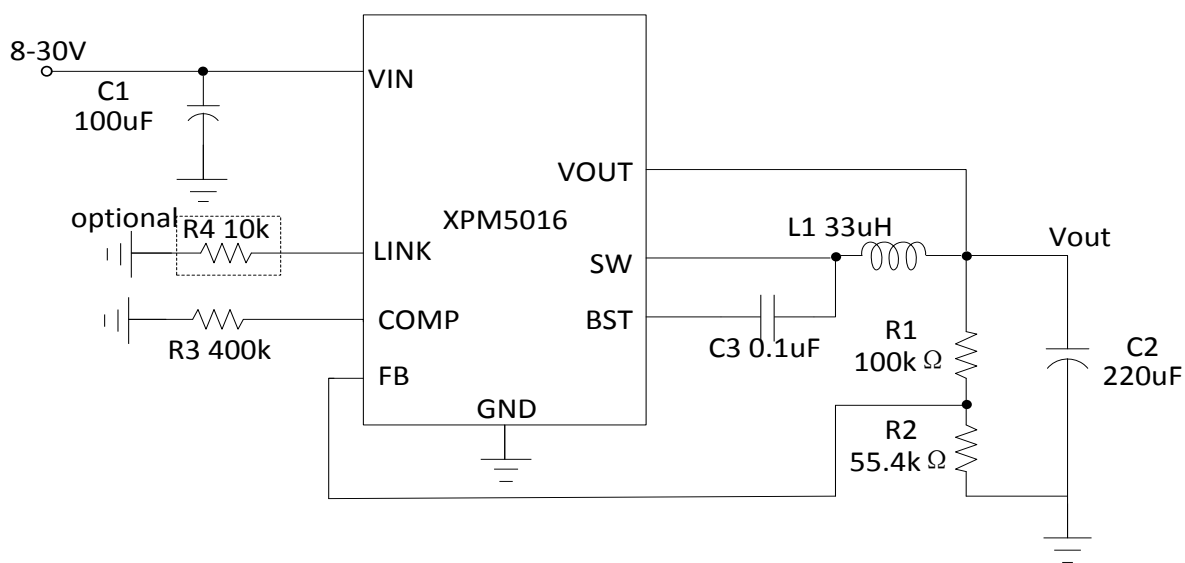 8-30V
C1
100uF
VIN
VOUT
optional
R4 10k
XPM5016
LINK
L1 33uH
Vout
SW
COMP
BST
R3 400k
C3 0.1uF
R1
100k Ω
C2
220uF
FB
GND
R2
55.4k Ω